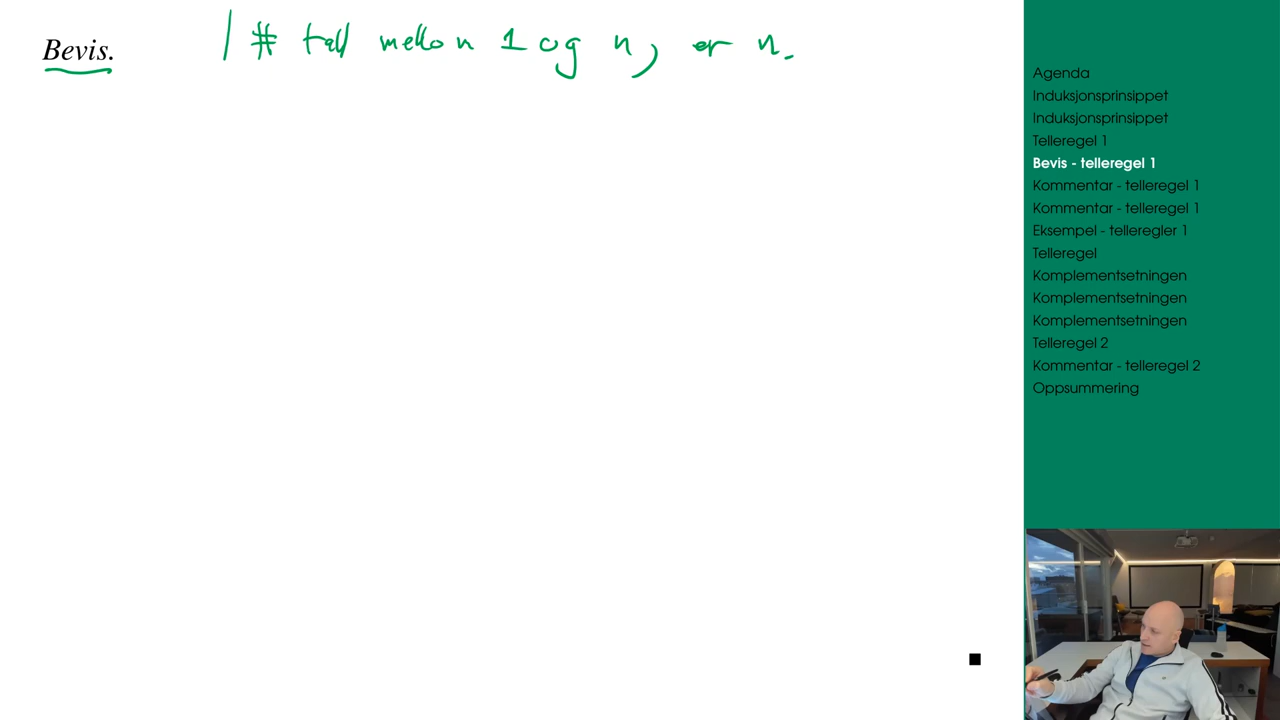 Bevis.
# tall mellom 1 og n, er n.
Agenda
Induksjonsprinsippet
Induksjonsprinsippet
Telleregel 1
Bevis - telleregel 1
Kommentar - telleregel 1
Kommentar - telleregel 1
Eksempel - telleregler 1
Telleregel
Komplementsetningen
Komplementsetningen
Komplementsetningen
Telleregel 2
Kommentar - telleregel 2
Oppsummering